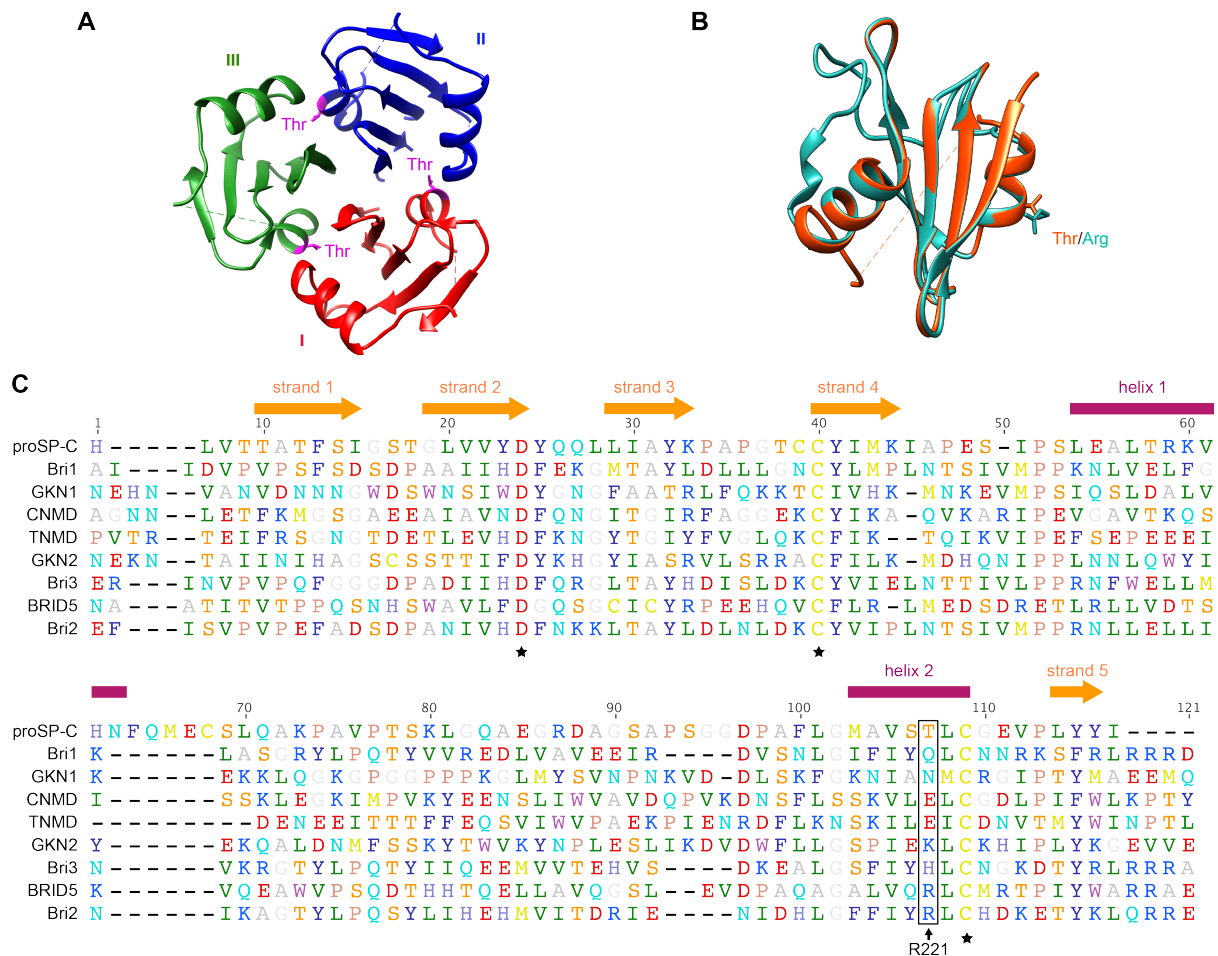 A
B
II
III
Thr
Thr
Thr
I
Thr/Arg
C
strand 1 strand 2 strand 3 strand 4 helix 1
1 10 20 30 40 50 60
proSP-C H-----LVTTATFSIGSTGLVVYDYQQLLIAYKPAPGTCCYIMKIAPES-IPSLEALTRKV
Bri1 AI---IDVPVPSFSDSDPAAIIHDFEKGMTAYLDLLLGNCYLMPLNTSIVMPPKNLVELFG
GKN1 NEHN--VANVDNNNGWDSWNSIWDYGNGFAATRLFQKKTCIVHK-MNKEVMPSIQSLDALV
CNMD AGNN--LETFKMGSGAEEAIAVNDFQNGITGIRFAGGEKCYIKA-QVKARIPEVGAVTKQS
TNMD PVTR--TEIFRSGNGTDETLEVHDFKNGYTGIYFVGLQKCFIKT-QIKVIPEFSEPEEEI
GKN2 NEKN--TAIINIHAGSCSSTTIFDYKHGYIASRVLSRRACFILK-MDHQNIPPLNNLQWYI
Bri3 ER----INVPVPQFGGGDPADIIHDFQRGLTAYHDISLDKCYVIELNTTIVLPPRNFWELLM
BRID5 NA---ATITVTPPQSNHSWAVLFDGQSGCICYRPEEHQVCFLR-LMEDSDRETLRLLVDTS
Bri2 EF---ISVPVPEFADSDPANIVHDFNKKLTAYLDLNLDKCYVIPLNTSIVMPPRNLLELLI
helix 2 strand 5
70 80 90 100 110 121
proSP-C HNFQMECSLQAKPAVPTSKLGQAEGRDAGSAPSGGDPAFLGMAVSTLCGEVPLYYI----
Bri1 K------LASGRYLPQTYVVREDLVAVEEIR----DVSNLGIFIYQLCNNRKSFRLRRRD
GKN1 K------EKKLQGKGPGGPPPKGLMYSVNPNKVD-DLSKFGKNIANMCRGIPTYMAEEMQ
CNMD I------SSKLEGKIMPVKYEENSLIWVAVDQPVKDNSFLSSKVLELCGDLPIFWLKPTY
TNMD ---------DENEEITTTFFEQSVIWVPAEKPIENRDFLKNSKILEICDNVTMYWINPTL
GKN2 Y------EKQALDNMFSSKYTWVKYNPLESLIKDVDWFLLGSPIEKLCKHIPLYKGEVVE
Bri3 N------VKRGTYLPQTYIIQEEMVVTEHVS----DKEALGSFIYHLCNGKDTYRLRRRA
BRID5 K------VQEAWVPSQDTHHTQELLAVQGSL--EVDPAQAGALVQRLCMRTPIYWARRAE
Bri2 N------IKAGTYLPQSYLIHEHMVITDRIE----NIDHLGFFIYRLCHDKETYKLQRRE
R221